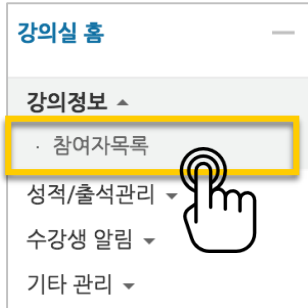 강의실 홈
강의정보
· 참여자목록
성적/출석관리
수강생 알림
기타 관리